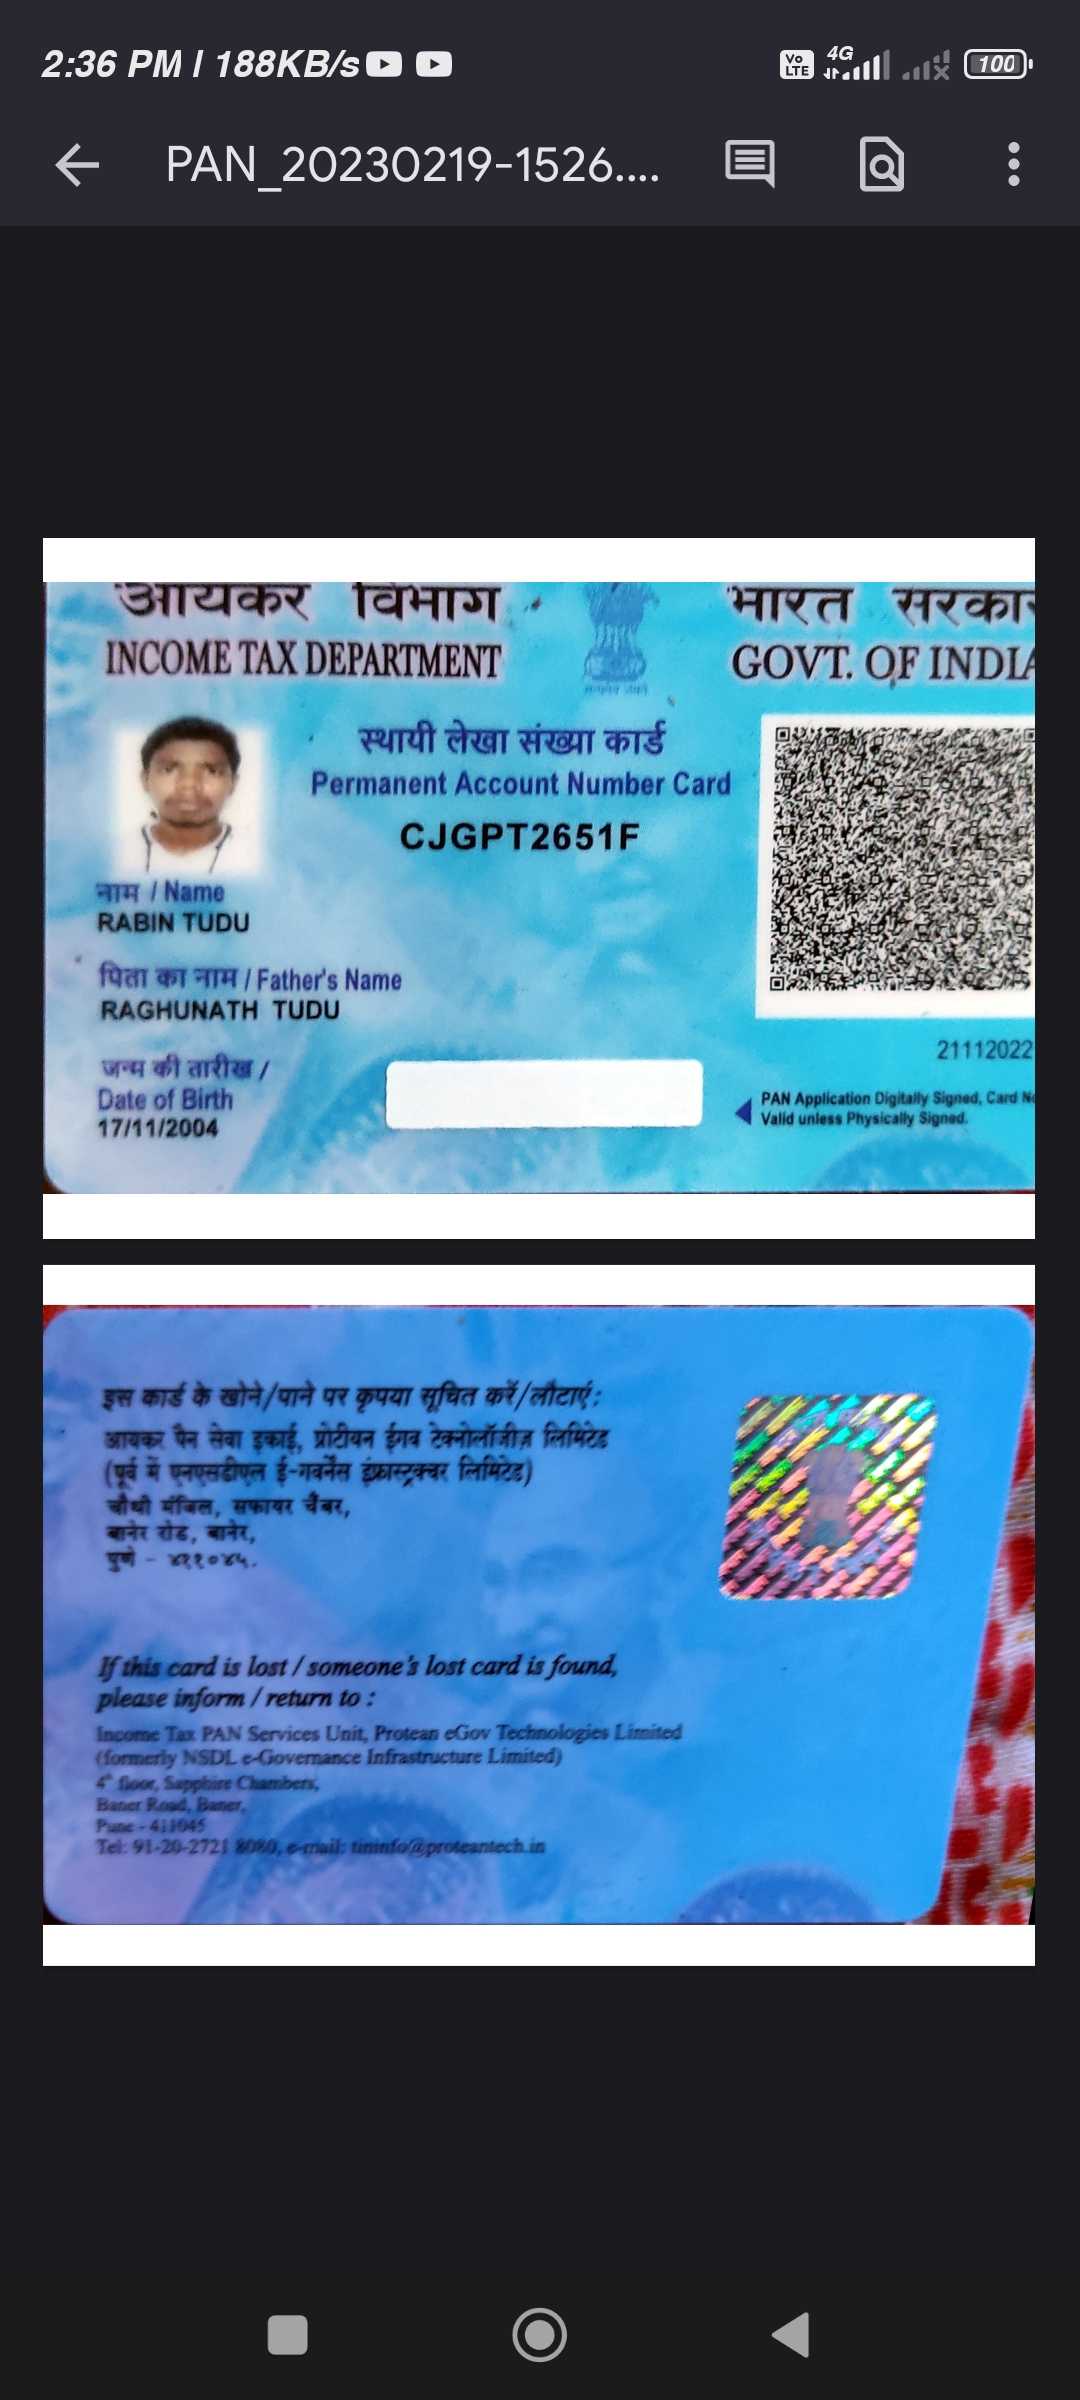 2:36 PM | 188KB/s
Vo LTE 4G 100
PAN_20230219-1526....
आयकर विभाग
INCOME TAX DEPARTMENT
भारत सरकार
GOVT. OF INDIA
स्थायी लेखा संख्या कार्ड
Permanent Account Number Card
CJGPT2651F
नाम / Name
RABIN TUDU
पिता का नाम / Father's Name
RAGHUNATH TUDU
जन्म की तारीख /
Date of Birth
17/11/2004
21112022
PAN Application Digitally Signed, Card No
Valid unless Physically Signed.
इस कार्ड के खोने/पाने पर कृपया सूचित करें/लौटाएं:
आयकर पैन सेवा इकाई, प्रोटीयन ईगव टेक्नोलॉजीज़ लिमिटेड
(पूर्व में एनएसडीएल ई-गवर्नेंस इंफ्रास्ट्रक्चर लिमिटेड)
चौथी मंजिल, सफायर चैंबर,
बानेर रोड, बानेर,
पुणे - ४११०४५.
If this card is lost / someone's lost card is found,
please inform / return to :
Income Tax PAN Services Unit, Protean eGov Technologies Limited
(formerly NSDL e-Governance Infrastructure Limited)
4th floor, Sapphire Chambers,
Baner Road, Baner,
Pune - 411045
Tel: 91-20-2721 8080, e-mail: tininfo@proteantech.in